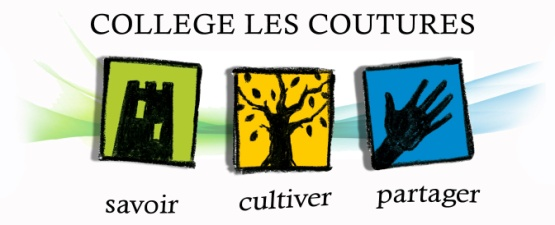 COLLEGE LES COUTURES
savoir cultiver partager